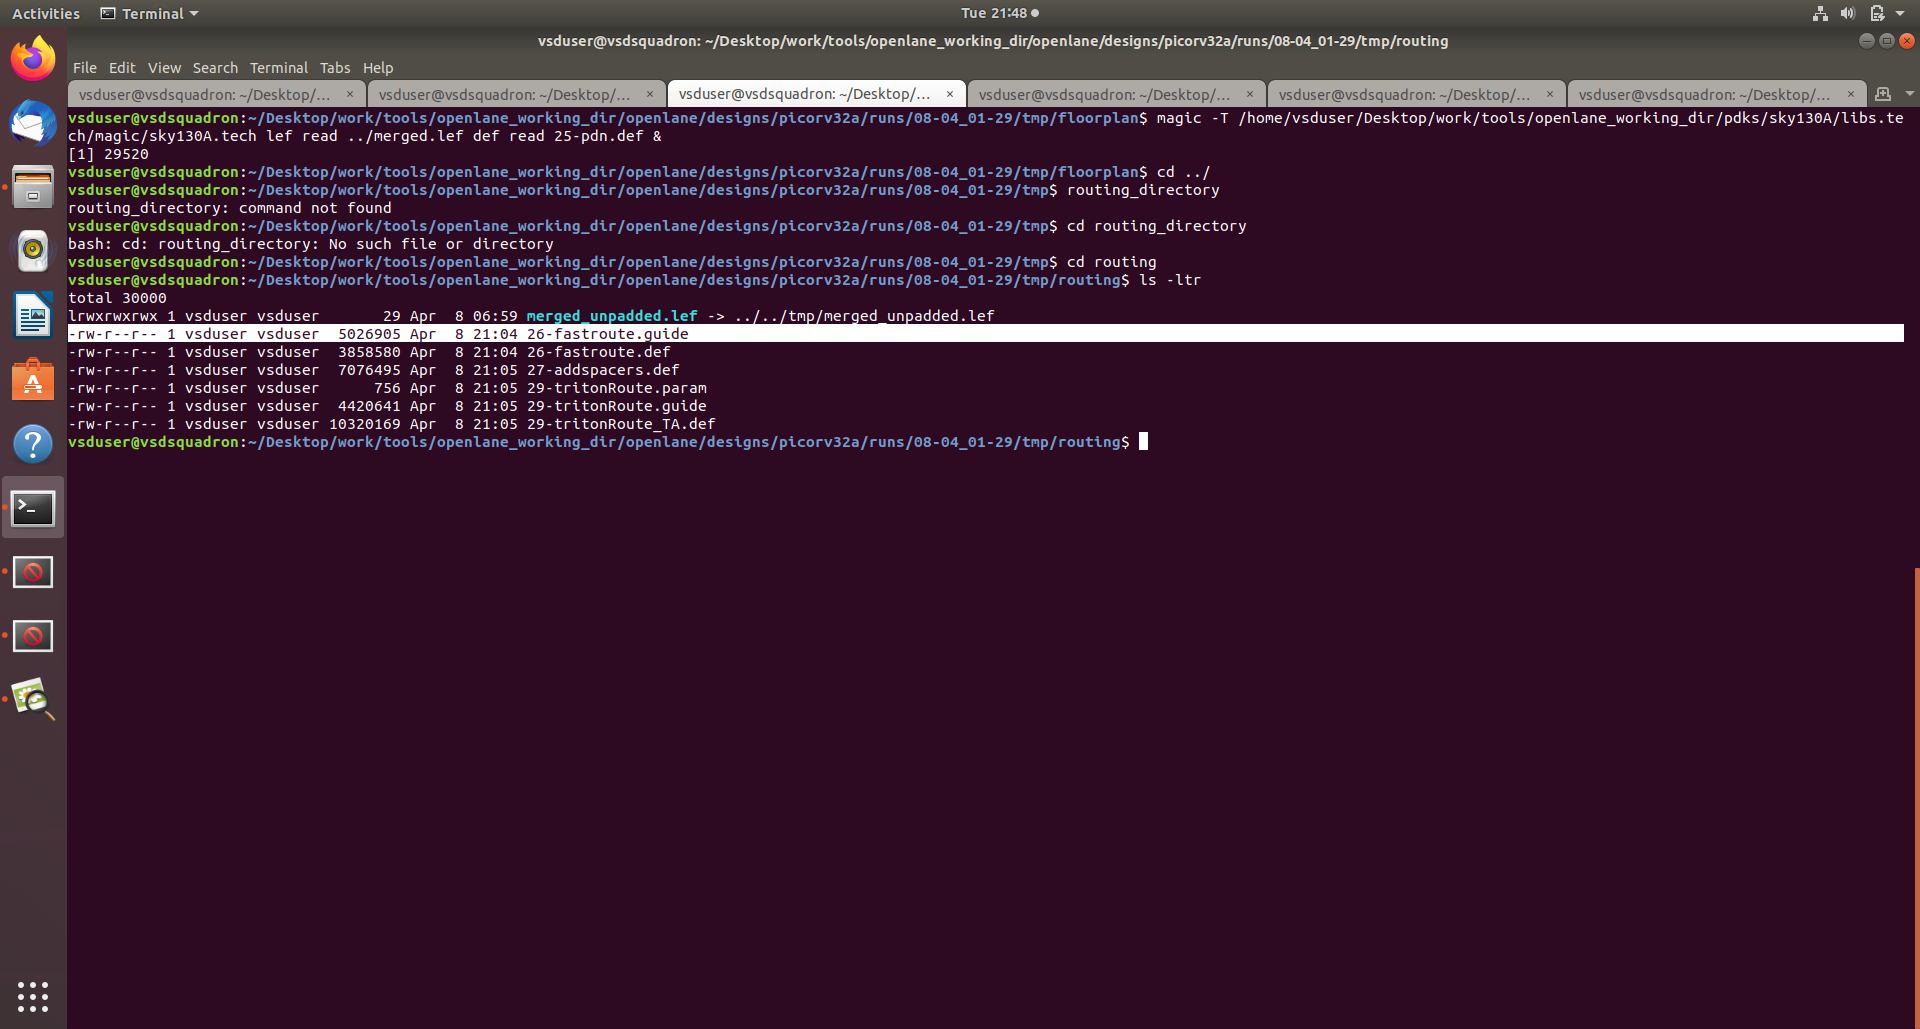 Activities Terminal Tue 21:48
vsduser@vsdsquadron: ~/Desktop/work/tools/openlane_working_dir/openlane/designs/picorv32a/runs/08-04_01-29/tmp/routing
File Edit View Search Terminal Tabs Help
vsduser@vsdsquadron: ~/Desktop/... × vsduser@vsdsquadron: ~/Desktop/... × vsduser@vsdsquadron: ~/Desktop/... × vsduser@vsdsquadron: ~/Desktop/... × vsduser@vsdsquadron: ~/Desktop/... × vsduser@vsdsquadron: ~/Desktop/... ×
vsduser@vsdsquadron:~/Desktop/work/tools/openlane_working_dir/openlane/designs/picorv32a/runs/08-04_01-29/tmp/floorplan$ magic -T /home/vsduser/Desktop/work/tools/openlane_working_dir/pdks/sky130A/libs.te
ch/magic/sky130A.tech lef read ../merged.lef def read 25-pdn.def &
[1] 29520
vsduser@vsdsquadron:~/Desktop/work/tools/openlane_working_dir/openlane/designs/picorv32a/runs/08-04_01-29/tmp/floorplan$ cd ../
vsduser@vsdsquadron:~/Desktop/work/tools/openlane_working_dir/openlane/designs/picorv32a/runs/08-04_01-29/tmp$ routing_directory
routing_directory: command not found
vsduser@vsdsquadron:~/Desktop/work/tools/openlane_working_dir/openlane/designs/picorv32a/runs/08-04_01-29/tmp$ cd routing_directory
bash: cd: routing_directory: No such file or directory
vsduser@vsdsquadron:~/Desktop/work/tools/openlane_working_dir/openlane/designs/picorv32a/runs/08-04_01-29/tmp$ cd routing
vsduser@vsdsquadron:~/Desktop/work/tools/openlane_working_dir/openlane/designs/picorv32a/runs/08-04_01-29/tmp/routing$ ls -ltr
total 30000
lrwxrwxrwx 1 vsduser vsduser       29 Apr  8 06:59 merged_unpadded.lef -> ../../tmp/merged_unpadded.lef
-rw-r--r-- 1 vsduser vsduser  5026905 Apr  8 21:04 26-fastroute.guide
-rw-r--r-- 1 vsduser vsduser  3858580 Apr  8 21:04 26-fastroute.def
-rw-r--r-- 1 vsduser vsduser  7076495 Apr  8 21:05 27-addspacers.def
-rw-r--r-- 1 vsduser vsduser      756 Apr  8 21:05 29-tritonRoute.param
-rw-r--r-- 1 vsduser vsduser  4420641 Apr  8 21:05 29-tritonRoute.guide
-rw-r--r-- 1 vsduser vsduser 10320169 Apr  8 21:05 29-tritonRoute_TA.def
vsduser@vsdsquadron:~/Desktop/work/tools/openlane_working_dir/openlane/designs/picorv32a/runs/08-04_01-29/tmp/routing$